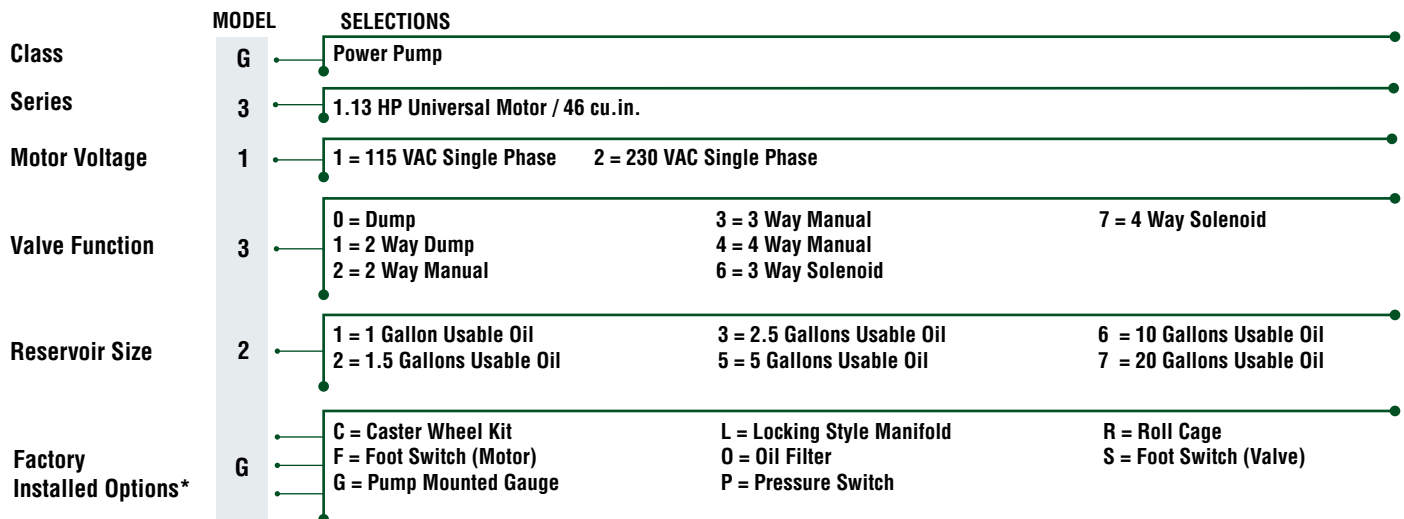 MODEL SELECTIONS
Class G Power Pump
Series 3 1.13 HP Universal Motor / 46 cu.in.
Motor Voltage 1 1 = 115 VAC Single Phase 2 = 230 VAC Single Phase
Valve Function 3
0 = Dump 3 = 3 Way Manual 7 = 4 Way Solenoid
1 = 2 Way Dump 4 = 4 Way Manual
2 = 2 Way Manual 6 = 3 Way Solenoid
Reservoir Size 2
1 = 1 Gallon Usable Oil 3 = 2.5 Gallons Usable Oil 6 = 10 Gallons Usable Oil
2 = 1.5 Gallons Usable Oil 5 = 5 Gallons Usable Oil 7 = 20 Gallons Usable Oil
Factory
Installed Options* G
C = Caster Wheel Kit L = Locking Style Manifold R = Roll Cage
F = Foot Switch (Motor) O = Oil Filter S = Foot Switch (Valve)
G = Pump Mounted Gauge P = Pressure Switch